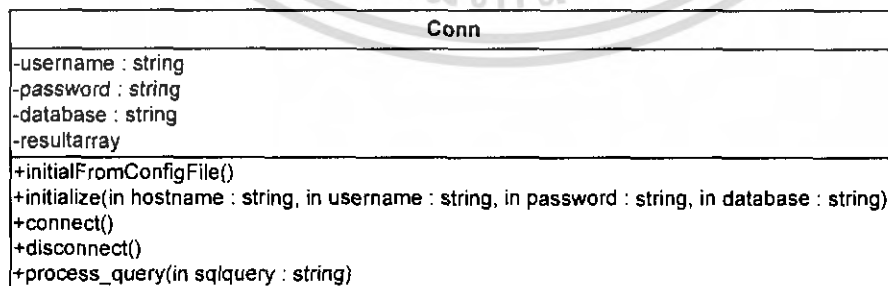 Conn
-username : string
-password : string
-database : string
-resultarray
+initialFromConfigFile()
+initialize(in hostname : string, in username : string, in password : string, in database : string)
+connect()
+disconnect()
+process_query(in sqlquery : string)